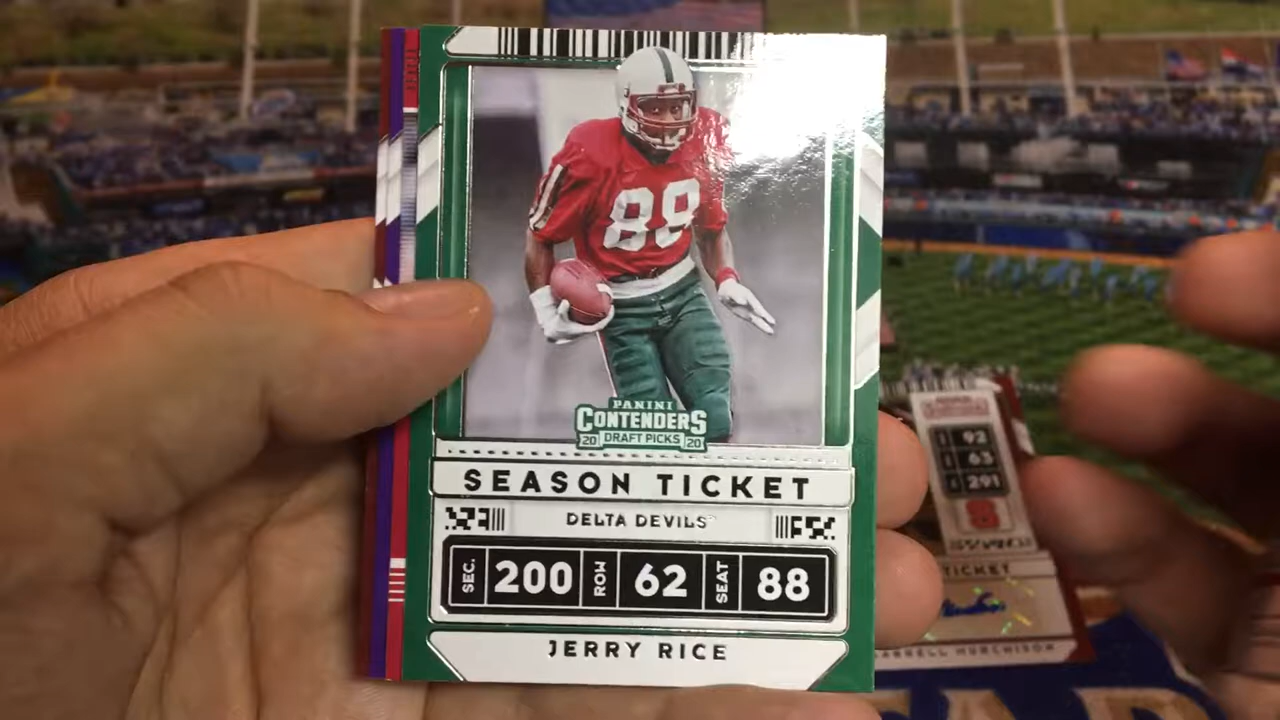 88
PANINI
CONTENDERS
20 DRAFT PICKS 20
SEASON TICKET
DELTA DEVILS
SEC. 200 ROW 62 SEAT 88
JERRY RICE
92
63
291
TICKET
HUTCHISON